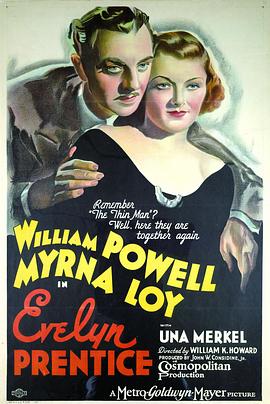 Remember
"The Thin Man"?
Well, here they are
together again
WILLIAM POWELL
MYRNA LOY
IN
Evelyn
PRENTICE
WITH
UNA MERKEL
Directed by WILLIAM K. HOWARD
PRODUCED BY JOHN W. CONSIDINE, Jr.
A Cosmopolitan
Production
A Metro-Goldwyn-Mayer PICTURE